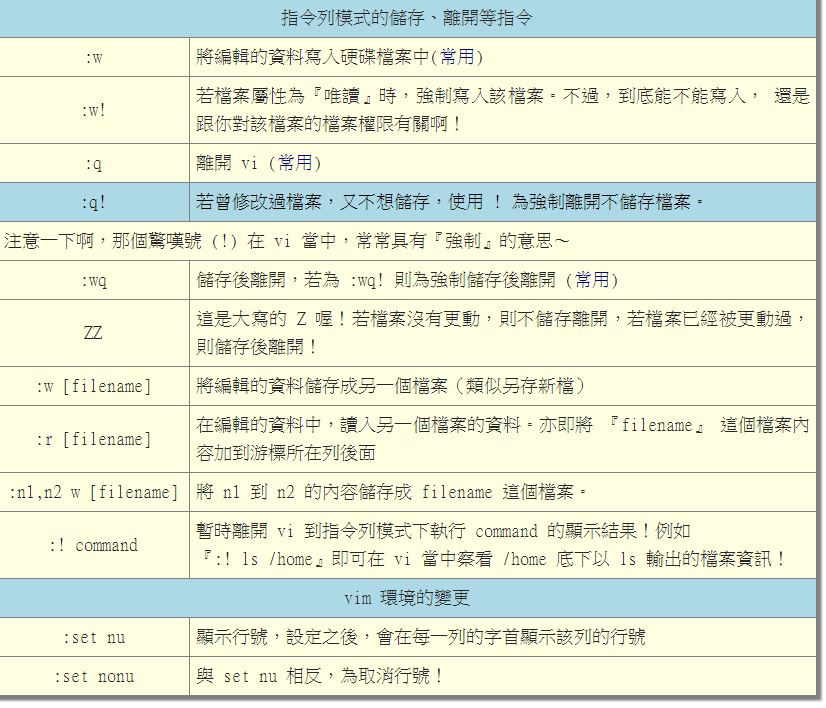 指令列模式的儲存、離開等指令
:w 將編輯的資料寫入硬碟檔案中(常用)
:w! 若檔案屬性為『唯讀』時，強制寫入該檔案。不過，到底能不能寫入， 還是
跟你對該檔案的檔案權限有關啊！
:q 離開 vi (常用)
:q! 若曾修改過檔案，又不想儲存，使用 ! 為強制離開不儲存檔案。
注意一下啊，那個驚嘆號 (!) 在 vi 當中，常常具有『強制』的意思～
:wq 儲存後離開，若為 :wq! 則為強制儲存後離開 (常用)
ZZ 這是大寫的 Z 喔！若檔案沒有更動，則不儲存離開，若檔案已經被更動過，
則儲存後離開！
:w [filename] 將編輯的資料儲存成另一個檔案（類似另存新檔）
:r [filename] 在編輯的資料中，讀入另一個檔案的資料。亦即將 『filename』 這個檔案內
容加到游標所在列後面
:n1,n2 w [filename] 將 n1 到 n2 的內容儲存成 filename 這個檔案。
:! command 暫時離開 vi 到指令列模式下執行 command 的顯示結果！例如
『:! ls /home』即可在 vi 當中察看 /home 底下以 ls 輸出的檔案資訊！
vim 環境的變更
:set nu 顯示行號，設定之後，會在每一列的字首顯示該列的行號
:set nonu 與 set nu 相反，為取消行號！